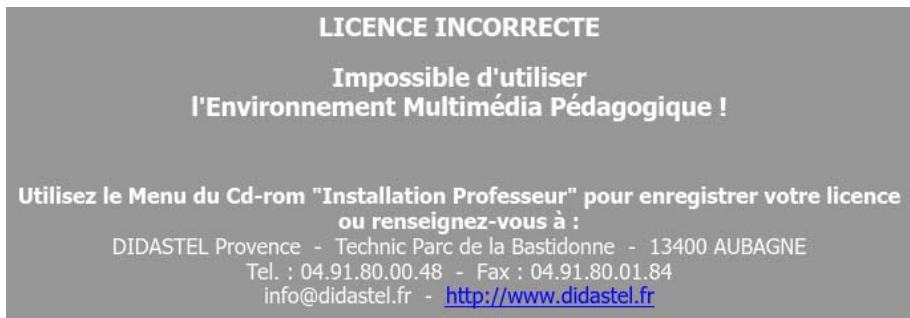 LICENCE INCORRECTE
Impossible d'utiliser
l'Environnement Multimédia Pédagogique !
Utilisez le Menu du Cd-rom "Installation Professeur" pour enregistrer votre licence
ou renseignez-vous à :
DIDASTEL Provence - Technic Parc de la Bastidonne - 13400 AUBAGNE
Tel. : 04.91.80.00.48 - Fax : 04.91.80.01.84
info@didastel.fr - http://www.didastel.fr